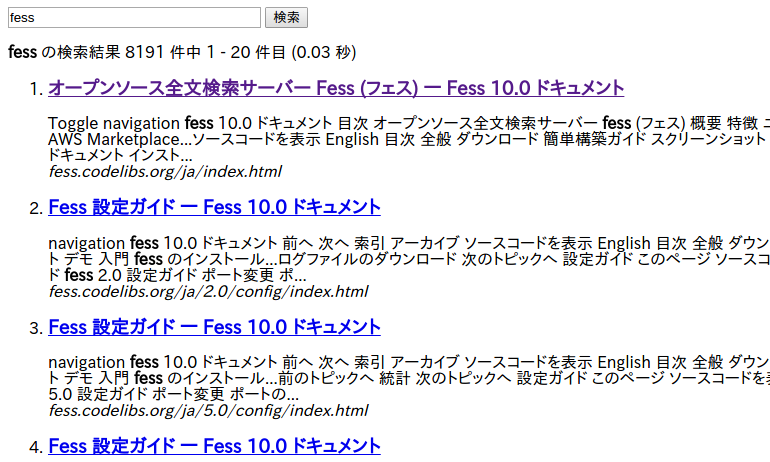 fess 検索
fess の検索結果 8191 件中 1 - 20 件目 (0.03 秒)
1. オープンソース全文検索サーバー Fess (フェス) — Fess 10.0 ドキュメント
Toggle navigation fess 10.0 ドキュメント 目次 オープンソース全文検索サーバー fess (フェス) 概要 特徴
AWS Marketplace...ソースコードを表示 English 目次 全般 ダウンロード 簡単構築ガイド スクリーンショット
ドキュメント インスト...
fess.codelibs.org/ja/index.html
2. Fess 設定ガイド — Fess 10.0 ドキュメント
navigation fess 10.0 ドキュメント 前へ 次へ 索引 アーカイブ ソースコードを表示 English 目次 全般 ダウン
ト デモ 入門 fess のインストール...ログファイルのダウンロード 次のトピックへ 設定ガイド このページ ソースコ
ド fess 2.0 設定ガイド ポート変更 ポ...
fess.codelibs.org/ja/2.0/config/index.html
3. Fess 設定ガイド — Fess 10.0 ドキュメント
navigation fess 10.0 ドキュメント 前へ 次へ 索引 アーカイブ ソースコードを表示 English 目次 全般 ダウン
ト デモ 入門 fess のインストール...前のトピックへ 統計 次のトピックへ 設定ガイド このページ ソースコードを
5.0 設定ガイド ポート変更 ポートの...
fess.codelibs.org/ja/5.0/config/index.html
4. Fess 設定ガイド — Fess 10.0 ドキュメント